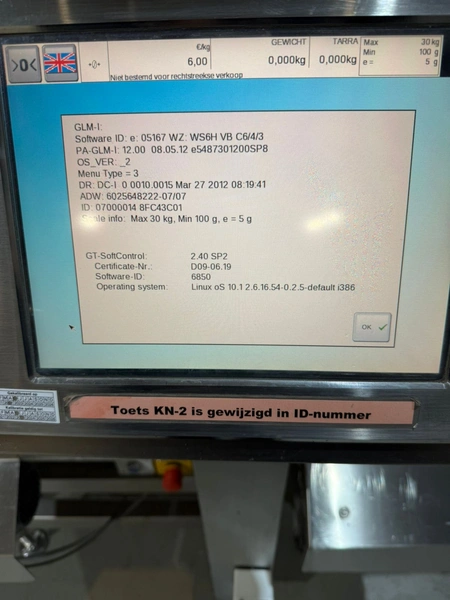 >0<
→0←
€/kg
6,00
GEWICHT
0,000kg
TARRA
0,000kg
Max 30 kg
Min 100 g
e = 5 g
Niet bestemd voor rechtstreekse verkoop
GLM-I:
Software ID: e: 05167 WZ: WS6H VB C6/4/3
PA-GLM-I: 12.00 08.05.12 e5487301200SP8
OS_VER: _2
Menu Type = 3
DR: DC-I 0 0010.0015 Mar 27 2012 08:19:41
ADW: 6025648222-07/07
ID: 07000014 8FC43C01
Scale info: Max 30 kg, Min 100 g, e = 5 g
GT-SoftControl: 2.40 SP2
Certificate-Nr.: D09-06.19
Software-ID: 6850
Operating system: Linux oS 10.1 2.6.16.54-0.2.5-default i386
OK
Toets KN-2 is gewijzigd in ID-nummer